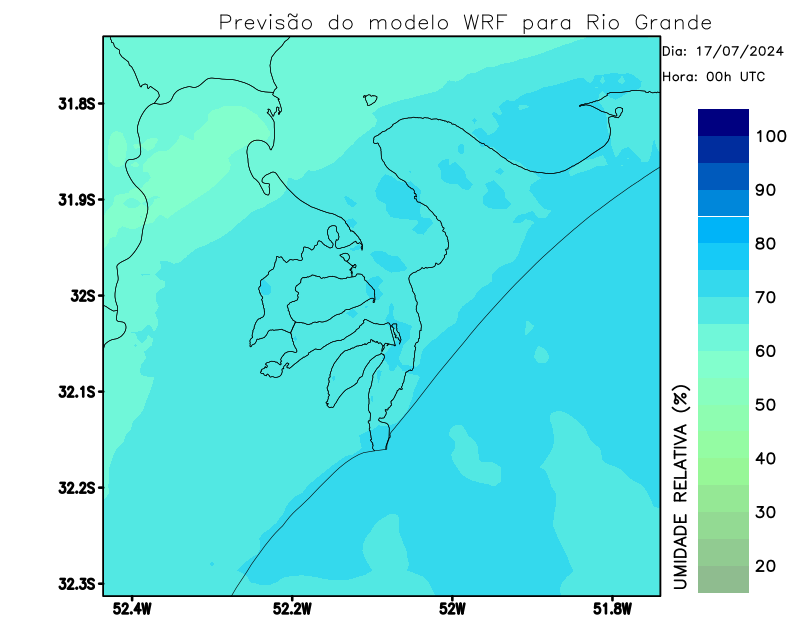 Previsão do modelo WRF para Rio Grande
Dia: 17/07/2024
Hora: 00h UTC
31.8S
31.9S
32S
32.1S
32.2S
32.3S
52.4W
52.2W
52W
51.8W
100
90
80
70
60
50
40
30
20
UMIDADE RELATIVA (%)